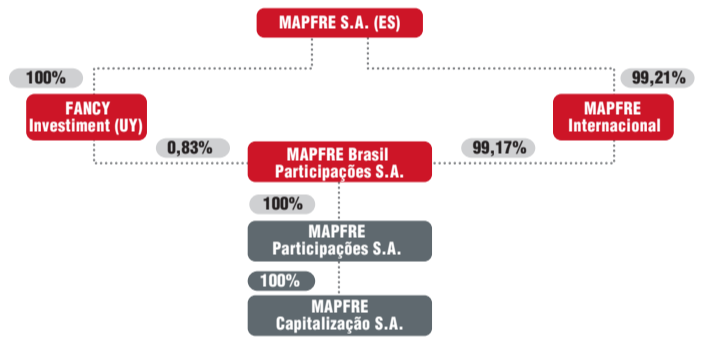 MAPFRE S.A. (ES)
100%
99,21%
FANCY
Investiment (UY)
MAPFRE
Internacional
0,83%
99,17%
MAPFRE Brasil
Participações S.A.
100%
MAPFRE
Participações S.A.
100%
MAPFRE
Capitalização S.A.